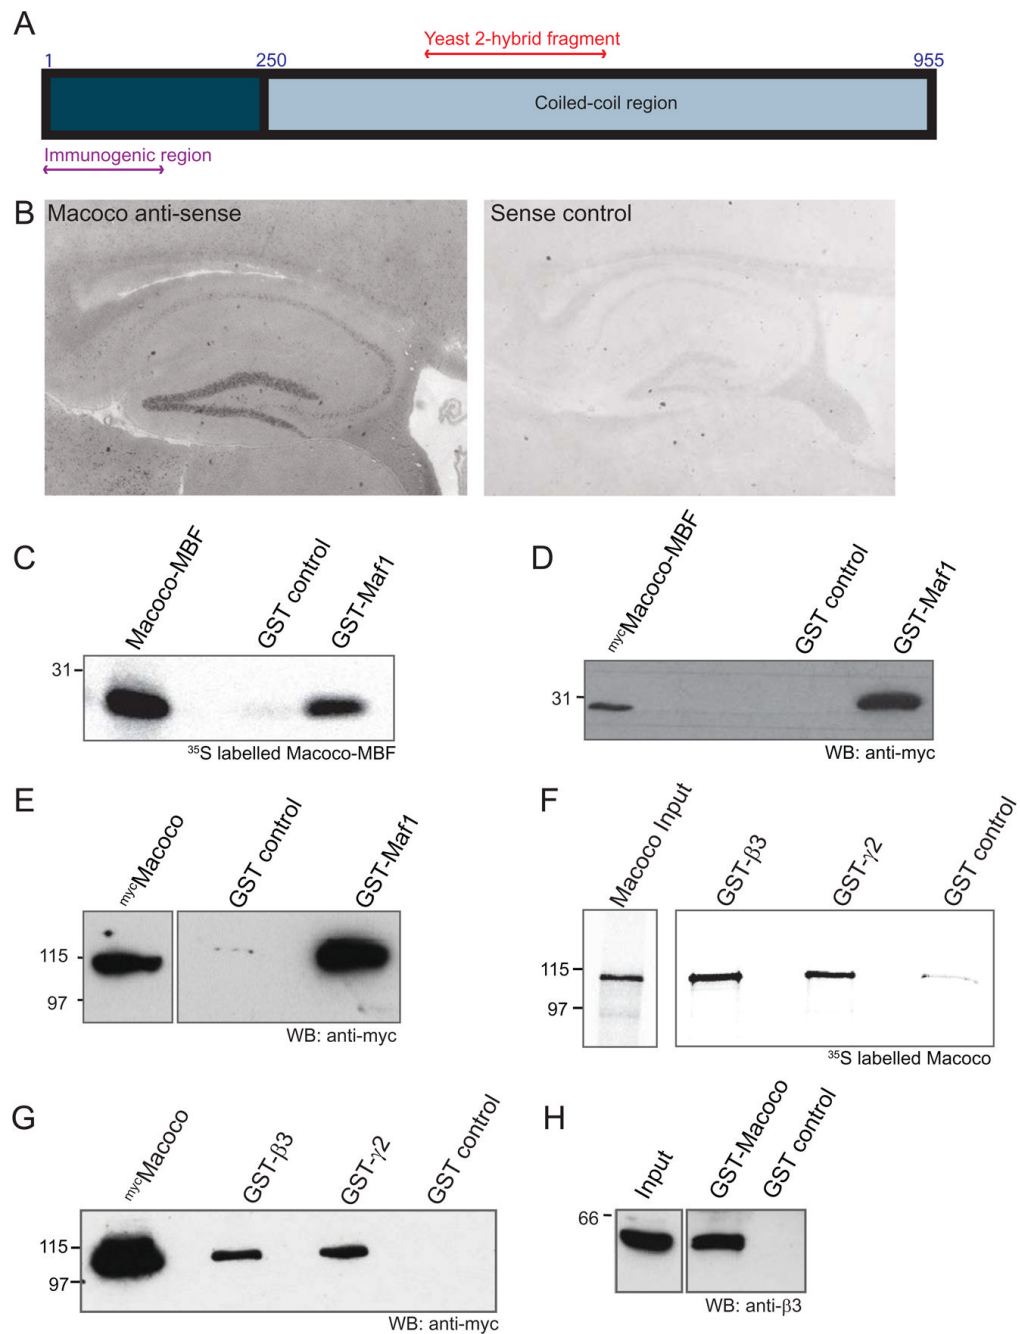 A
Yeast 2-hybrid fragment
1 250 955
Coiled-coil region
Immunogenic region
B
Macoco anti-sense
Sense control
C
Macoco-MBF
GST control
GST-Maf1
31
35S labelled Macoco-MBF
D
mycMacoco-MBF
GST control
GST-Maf1
31
WB: anti-myc
E
mycMacoco
GST control
GST-Maf1
115
97
WB: anti-myc
F
Macoco Input
GST-β3
GST-γ2
GST control
115
97
35S labelled Macoco
G
mycMacoco
GST-β3
GST-γ2
GST control
115
97
WB: anti-myc
H
Input
GST-Macoco
GST control
66
WB: anti-β3